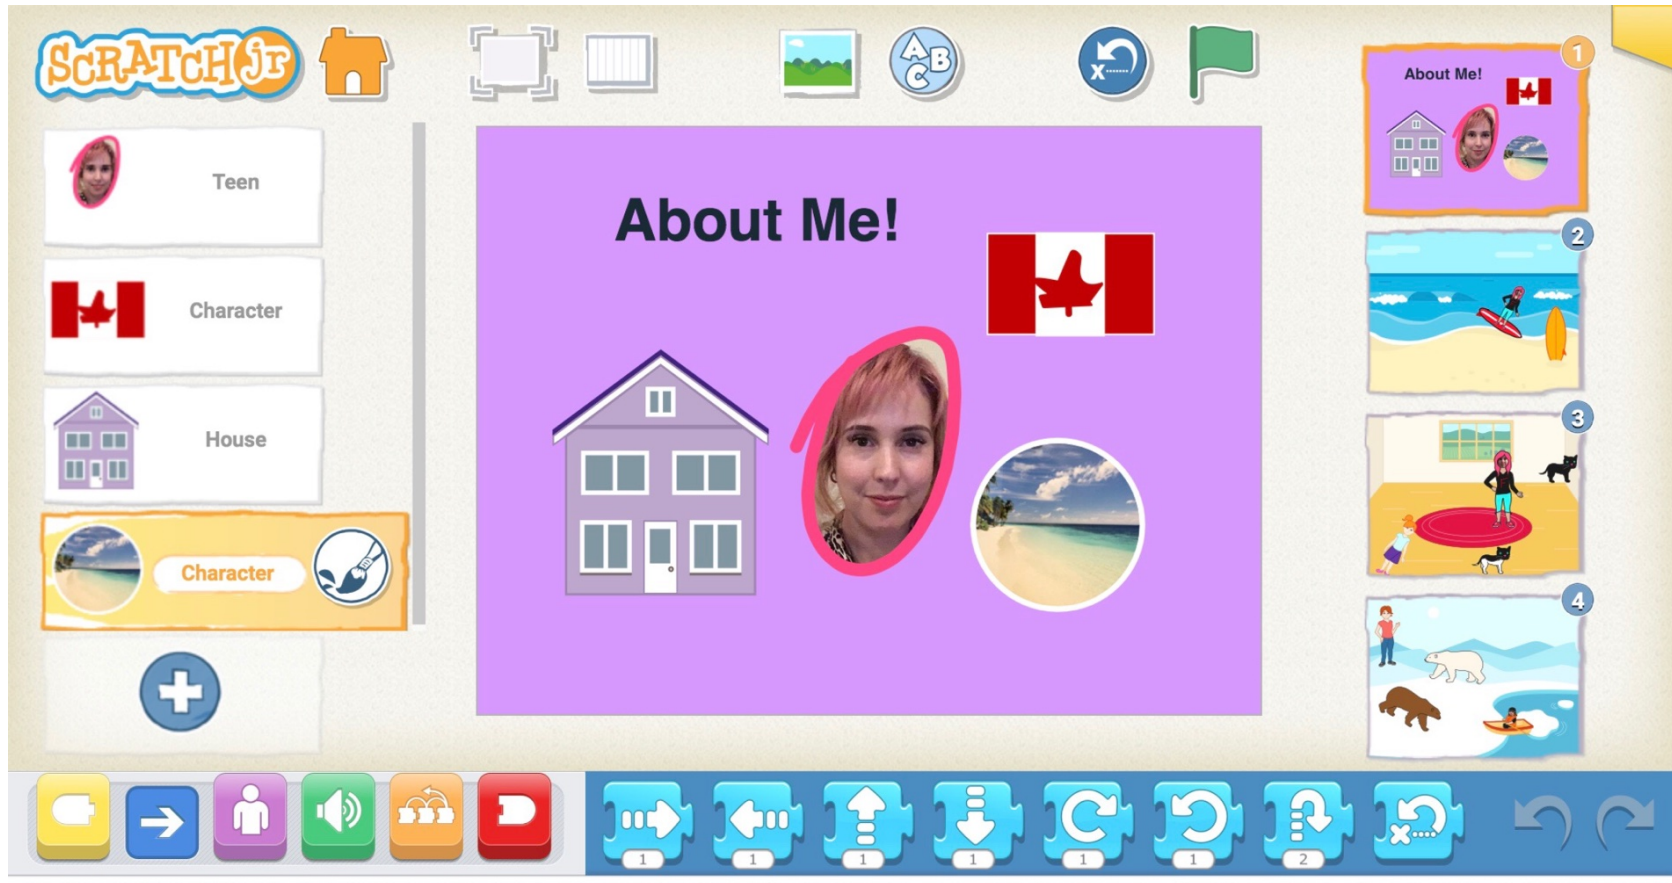 SCRATCHJr
A B C
x
1
About Me!
Teen
About Me!
2
Character
House
3
Character
4
1
1
1
1
1
1
2
x